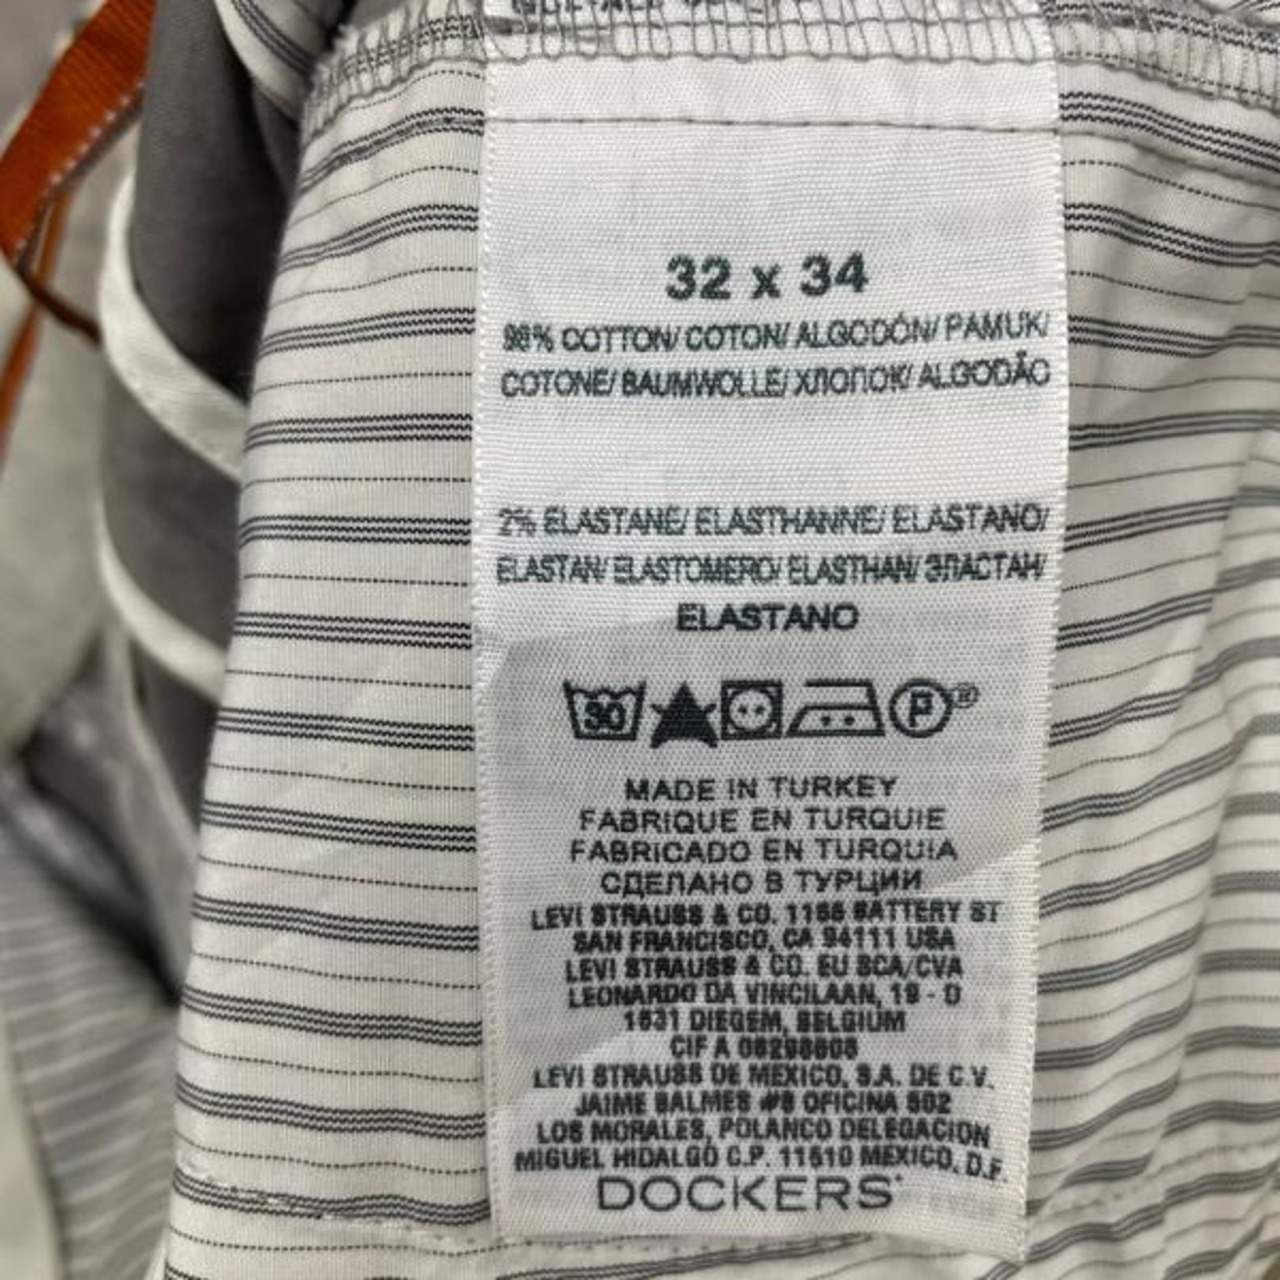 32 x 34
98% COTTON/ COTON/ ALGODÓN/ PAMUK/
COTONE/ BAUMWOLLE/ ХЛОПОК/ ALGODÃO
2% ELASTANE/ ELASTHANNE/ ELASTANO/
ELASTAN/ ELASTOMERO/ ELASTHAN/ ЭЛАСТАН/
ELASTANO
30 P®
MADE IN TURKEY
FABRIQUE EN TURQUIE
FABRICADO EN TURQUIA
СДЕЛАНО В ТУРЦИИ
LEVI STRAUSS & CO. 1155 BATTERY ST
SAN FRANCISCO, CA 94111 USA
LEVI STRAUSS & CO. EU SCA/CVA
LEONARDO DA VINCILAAN, 19 - D
1831 DIEGEM, BELGIUM
CIF A
LEVI STRAUSS DE MEXICO, S.A. DE C.V.
JAIME BALMES #8 OFICINA 602
LOS MORALES, POLANCO DELEGACION
MIGUEL HIDALGO C.P. 11510 MEXICO, D.F.
DOCKERS